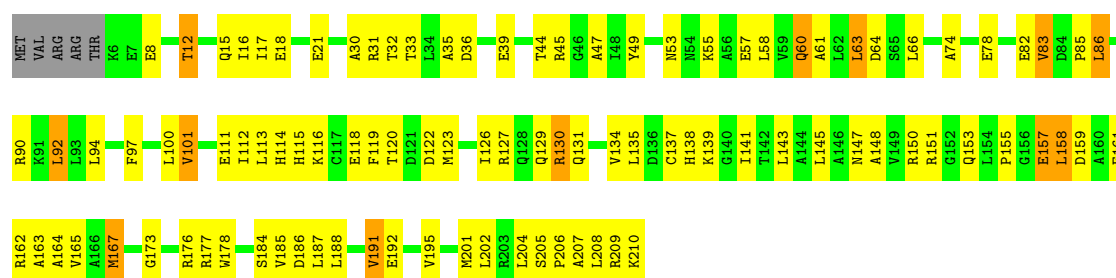 MET VAL ARG ARG THR K6 E7 E8 T12 Q15 I16 I17 E18 E21 A30 R31 T32 T33 L34 A35 D36 E39 T44 R45 G46 A47 I48 Y49 N53 N54 K55 A56 E57 L58 V59 Q60 A61 L62 L63 D64 S65 L66 A74 E78 E82 V83 D84 P85 L86
R90 K91 L92 L93 L94 F97 L100 V101 E111 I112 L113 H114 H115 K116 C117 E118 F119 T120 D121 D122 M123 I126 R127 Q128 Q129 R130 Q131 V134 L135 D136 C137 H138 K139 G140 I141 T142 L143 A144 L145 A146 N147 A148 V149 R150 R151 G152 Q153 L154 P155 G156 E157 L158 D159 A160
R162 A163 A164 V165 A166 M167 G173 R176 R177 W178 S184 V185 D186 L187 L188 V191 E192 V195 M201 L202 R203 L204 S205 P206 A207 L208 R209 K210